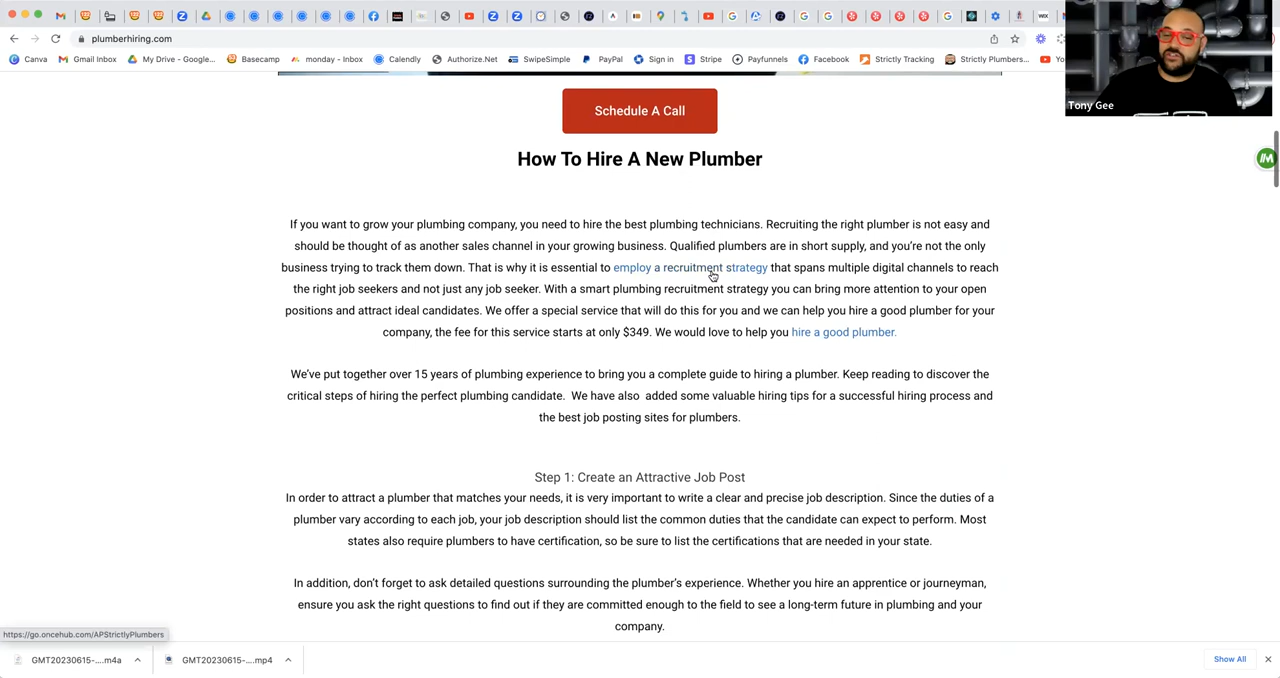 plumberhiring.com
Canva
Gmail Inbox
My Drive - Google...
Basecamp
monday - Inbox
Calendly
Authorize.Net
SwipeSimple
PayPal
Sign in
Stripe
Payfunnels
Facebook
Strictly Tracking
Strictly Plumbers...
Yo
Tony Gee
Schedule A Call
How To Hire A New Plumber
If you want to grow your plumbing company, you need to hire the best plumbing technicians. Recruiting the right plumber is not easy and
should be thought of as another sales channel in your growing business. Qualified plumbers are in short supply, and you're not the only
business trying to track them down. That is why it is essential to employ a recruitment strategy that spans multiple digital channels to reach
the right job seekers and not just any job seeker. With a smart plumbing recruitment strategy you can bring more attention to your open
positions and attract ideal candidates. We offer a special service that will do this for you and we can help you hire a good plumber for your
company, the fee for this service starts at only $349. We would love to help you hire a good plumber.
We've put together over 15 years of plumbing experience to bring you a complete guide to hiring a plumber. Keep reading to discover the
critical steps of hiring the perfect plumbing candidate. We have also added some valuable hiring tips for a successful hiring process and
the best job posting sites for plumbers.
Step 1: Create an Attractive Job Post
In order to attract a plumber that matches your needs, it is very important to write a clear and precise job description. Since the duties of a
plumber vary according to each job, your job description should list the common duties that the candidate can expect to perform. Most
states also require plumbers to have certification, so be sure to list the certifications that are needed in your state.
In addition, don't forget to ask detailed questions surrounding the plumber's experience. Whether you hire an apprentice or journeyman,
ensure you ask the right questions to find out if they are committed enough to the field to see a long-term future in plumbing and your
company.
https://go.oncehub.com/APStrictlyPlumbers
GMT20230615-....m4a
GMT20230615-....mp4
Show All